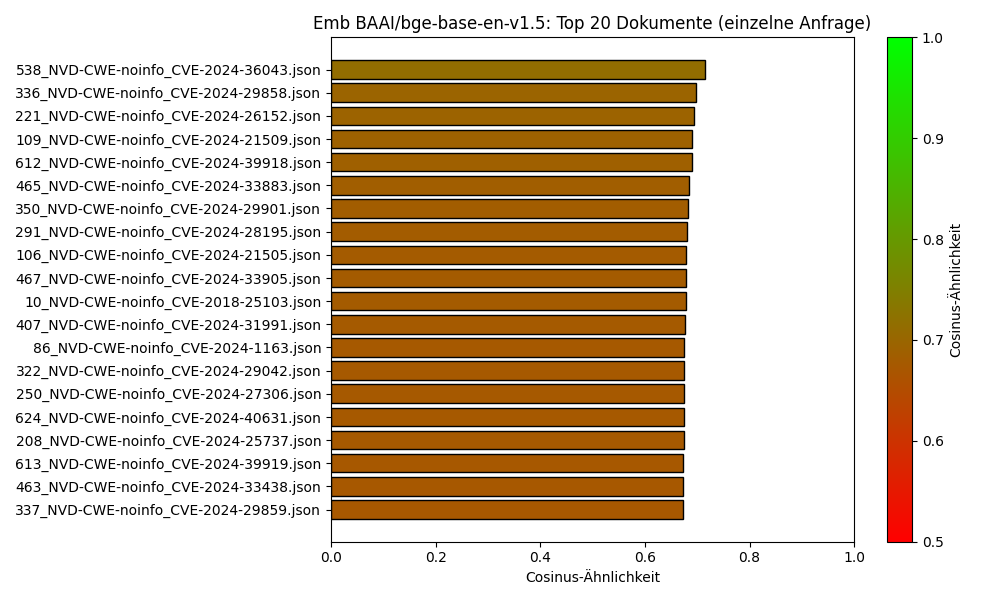 Emb BAAI/bge-base-en-v1.5: Top 20 Dokumente (einzelne Anfrage)
538_NVD-CWE-noinfo_CVE-2024-36043.json
336_NVD-CWE-noinfo_CVE-2024-29858.json
221_NVD-CWE-noinfo_CVE-2024-26152.json
109_NVD-CWE-noinfo_CVE-2024-21509.json
612_NVD-CWE-noinfo_CVE-2024-39918.json
465_NVD-CWE-noinfo_CVE-2024-33883.json
350_NVD-CWE-noinfo_CVE-2024-29901.json
291_NVD-CWE-noinfo_CVE-2024-28195.json
106_NVD-CWE-noinfo_CVE-2024-21505.json
467_NVD-CWE-noinfo_CVE-2024-33905.json
10_NVD-CWE-noinfo_CVE-2018-25103.json
407_NVD-CWE-noinfo_CVE-2024-31991.json
86_NVD-CWE-noinfo_CVE-2024-1163.json
322_NVD-CWE-noinfo_CVE-2024-29042.json
250_NVD-CWE-noinfo_CVE-2024-27306.json
624_NVD-CWE-noinfo_CVE-2024-40631.json
208_NVD-CWE-noinfo_CVE-2024-25737.json
613_NVD-CWE-noinfo_CVE-2024-39919.json
463_NVD-CWE-noinfo_CVE-2024-33438.json
337_NVD-CWE-noinfo_CVE-2024-29859.json
0.0 0.2 0.4 0.6 0.8 1.0
Cosinus-Ähnlichkeit
1.0
0.9
0.8
0.7
0.6
0.5
Cosinus-Ähnlichkeit